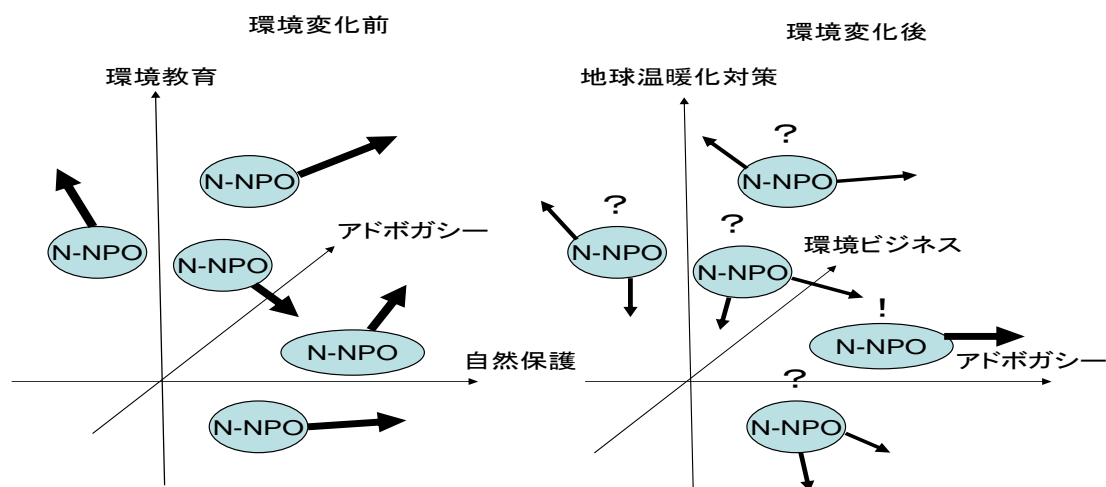 環境変化前
環境教育
N-NPO
N-NPO
アドボガシー
N-NPO
N-NPO
自然保護
N-NPO
環境変化後
地球温暖化対策
?
N-NPO
?
N-NPO
?
環境ビジネス
N-NPO
!
N-NPO
アドボガシー
?
N-NPO